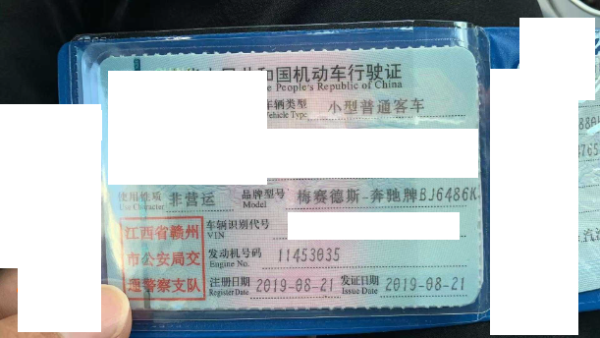 和国机动车行驶证
People's Republic of China
车辆类型 小型普通客车
Vehicle Type
使用性质 非营运 品牌型号 梅赛德斯-奔驰牌BJ6486K
Use Character Model
江西省赣州
市公安局交
通警察支队
车辆识别代号
VIN
发动机号码 11453035
Engine No.
注册日期 2019-08-21 发证日期 2019-08-21
Register Date Issue Date